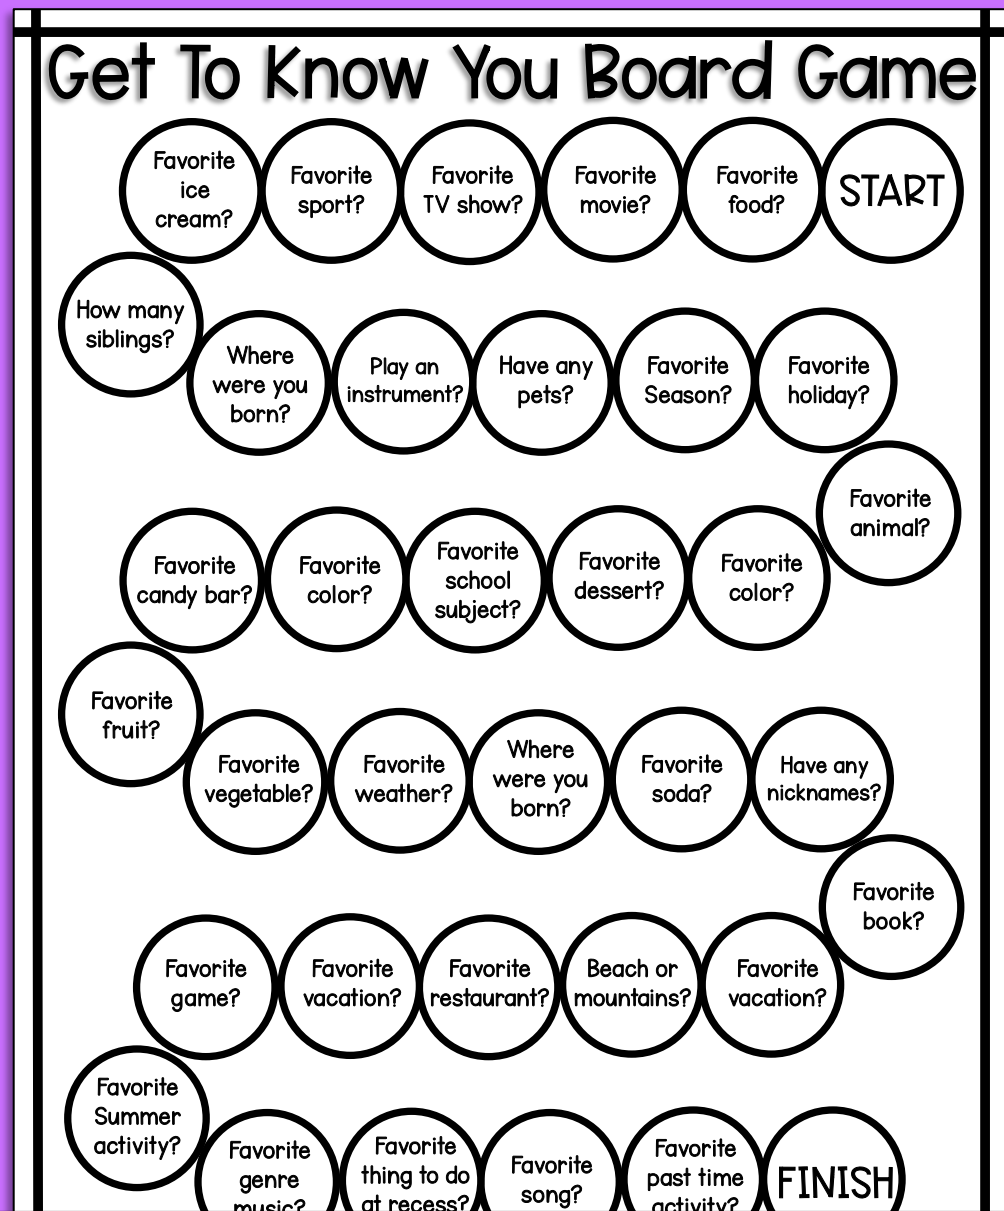 Get To Know You Board Game
Favorite
ice
cream?
Favorite
sport?
Favorite
TV show?
Favorite
movie?
Favorite
food?
START
How many
siblings?
Where
were you
born?
Play an
instrument?
Have any
pets?
Favorite
Season?
Favorite
holiday?
Favorite
animal?
Favorite
candy bar?
Favorite
color?
Favorite
school
subject?
Favorite
dessert?
Favorite
color?
Favorite
fruit?
Favorite
vegetable?
Favorite
weather?
Where
were you
born?
Favorite
soda?
Have any
nicknames?
Favorite
book?
Favorite
game?
Favorite
vacation?
Favorite
restaurant?
Beach or
mountains?
Favorite
vacation?
Favorite
Summer
activity?
Favorite
genre
music?
Favorite
thing to do
at recess?
Favorite
song?
Favorite
past time
activity?
FINISH